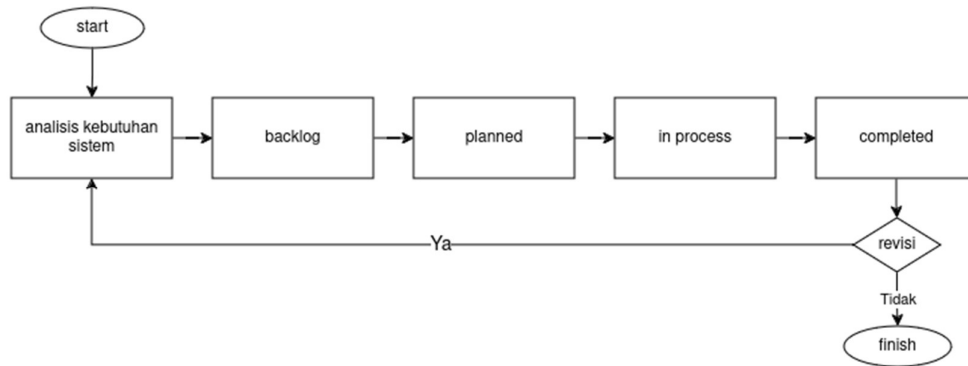 start
analisis kebutuhan
sistem
backlog
planned
in process
completed
revisi
Ya
Tidak
finish